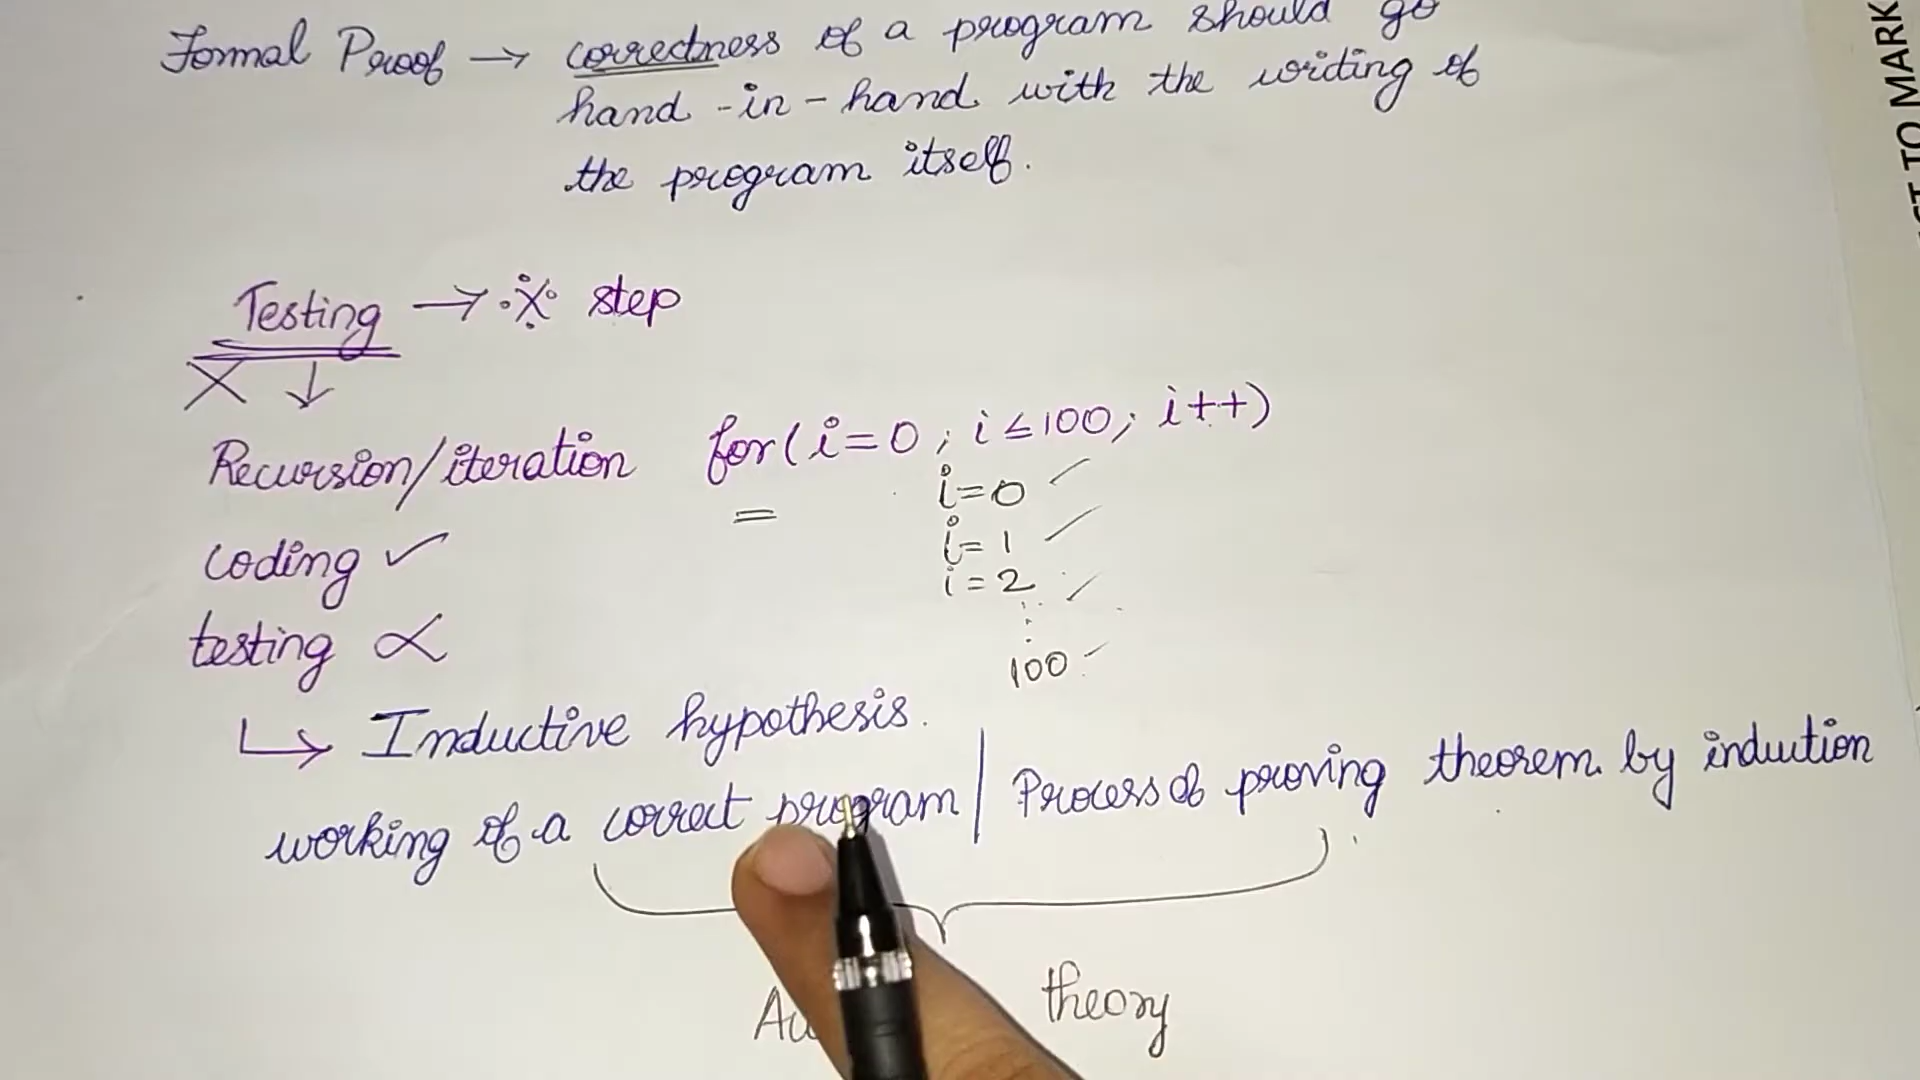 Formal Proof → correctness of a program should go
hand-in-hand with the writing of
the program itself.
Testing → step
X ↓
Recursion/iteration for(i=0; i≤100; i++)
=
i=0
i=1
i=2
coding ✓
testing
100
↳ Inductive hypothesis.
working of a correct program | Process of proving theorem by induction
theory
TO MARK